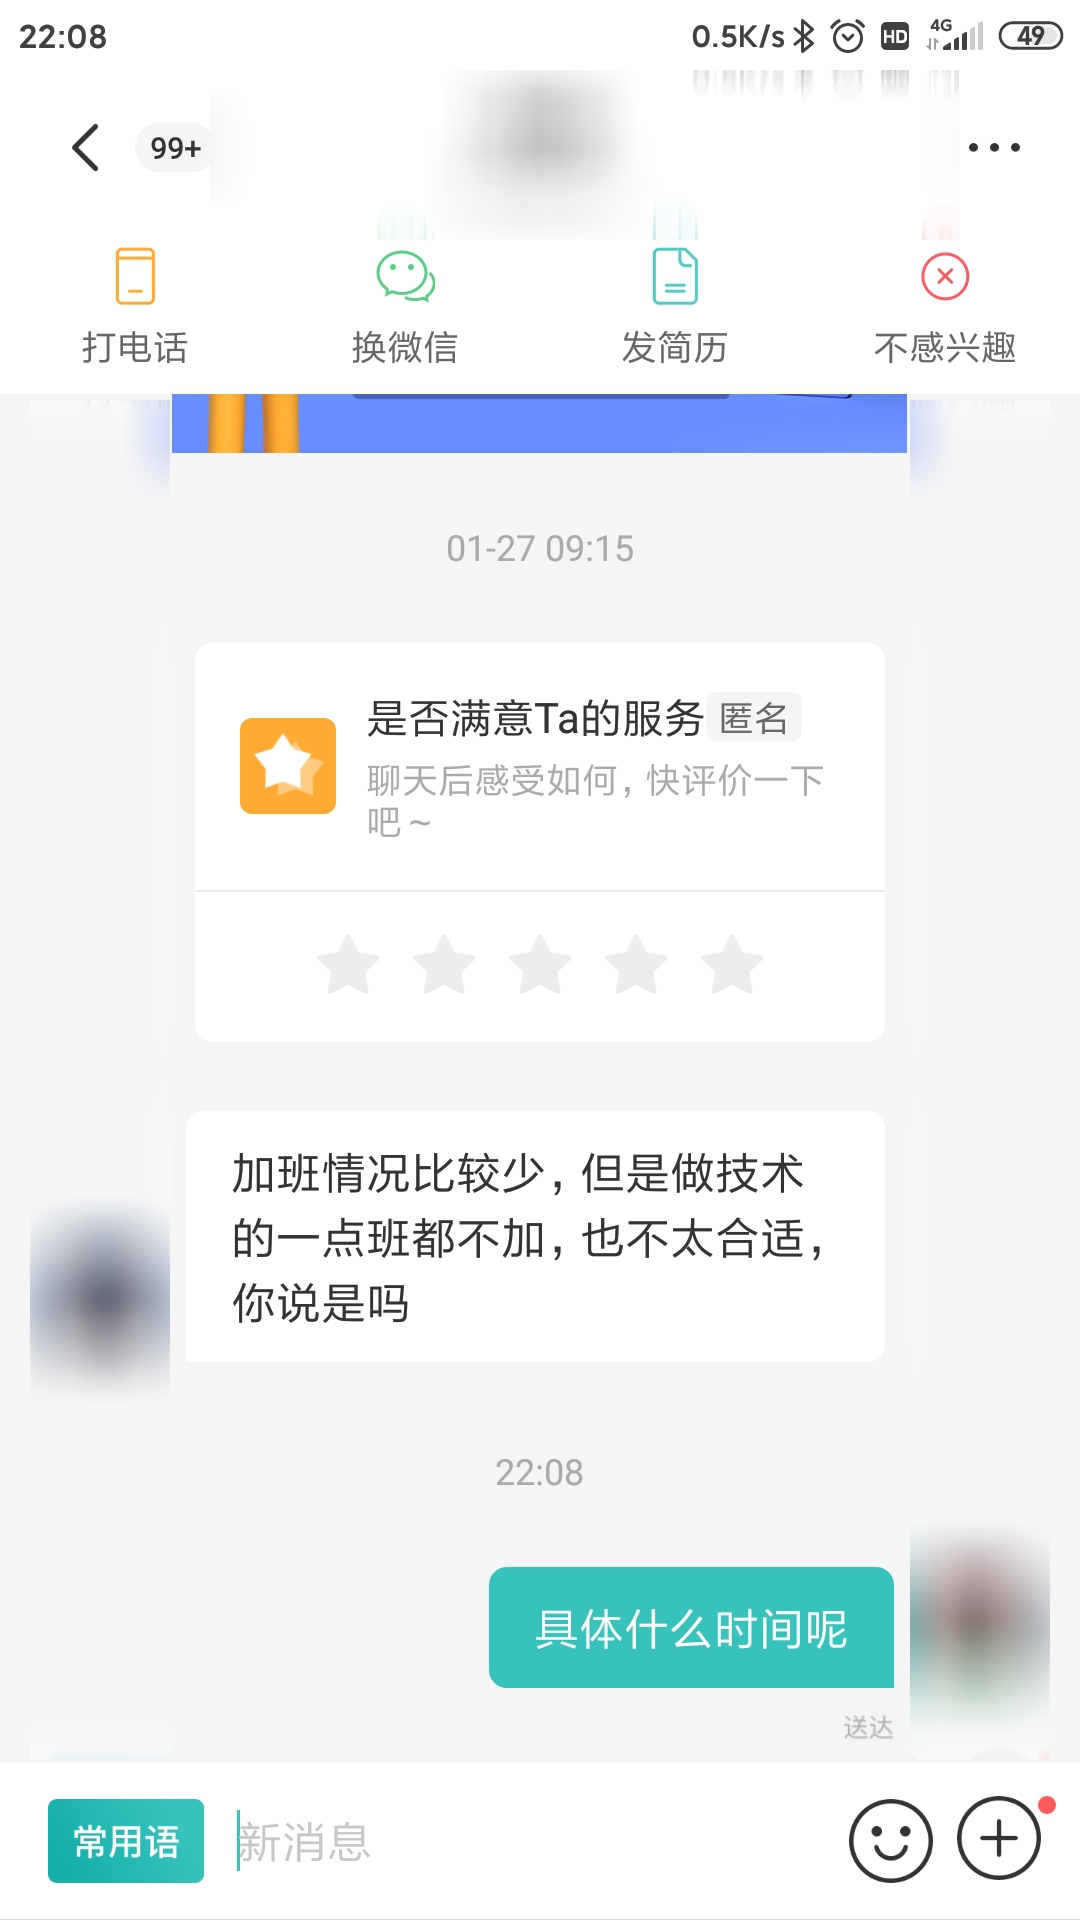 22:08 0.5K/s HD 4G 49
99+
打电话 换微信 发简历 不感兴趣
01-27 09:15
是否满意Ta的服务 匿名
聊天后感受如何，快评价一下
吧～
加班情况比较少，但是做技术
的一点班都不加，也不太合适，
你说是吗
22:08
具体什么时间呢
送达
常用语 新消息